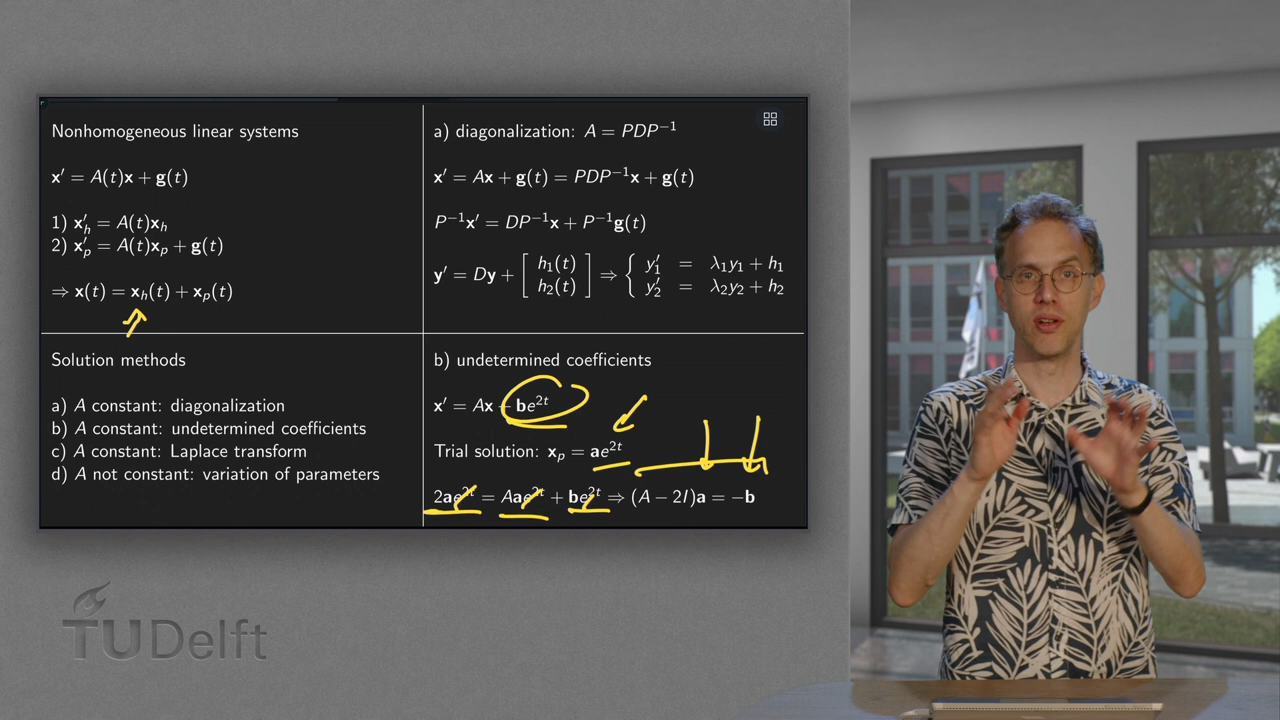 Nonhomogeneous linear systems
x′ = A(t)x + g(t)
1) x′ₕ = A(t)xₕ
2) x′ₚ = A(t)xₚ + g(t)
⇒ x(t) = xₕ(t) + xₚ(t)
a) diagonalization: A = PDP⁻¹
x′ = Ax + g(t) = PDP⁻¹x + g(t)
P⁻¹x′ = DP⁻¹x + P⁻¹g(t)
y′ = Dy + [ h₁(t) h₂(t) ] ⇒ { y′₁ = λ₁y₁ + h₁
y′₂ = λ₂y₂ + h₂
Solution methods
a) A constant: diagonalization
b) A constant: undetermined coefficients
c) A constant: Laplace transform
d) A not constant: variation of parameters
b) undetermined coefficients
x′ = Ax + be²ᵗ
Trial solution: xₚ = ae²ᵗ
2ae²ᵗ = Aae²ᵗ + be²ᵗ ⇒ (A − 2I)a = −b
TUDelft